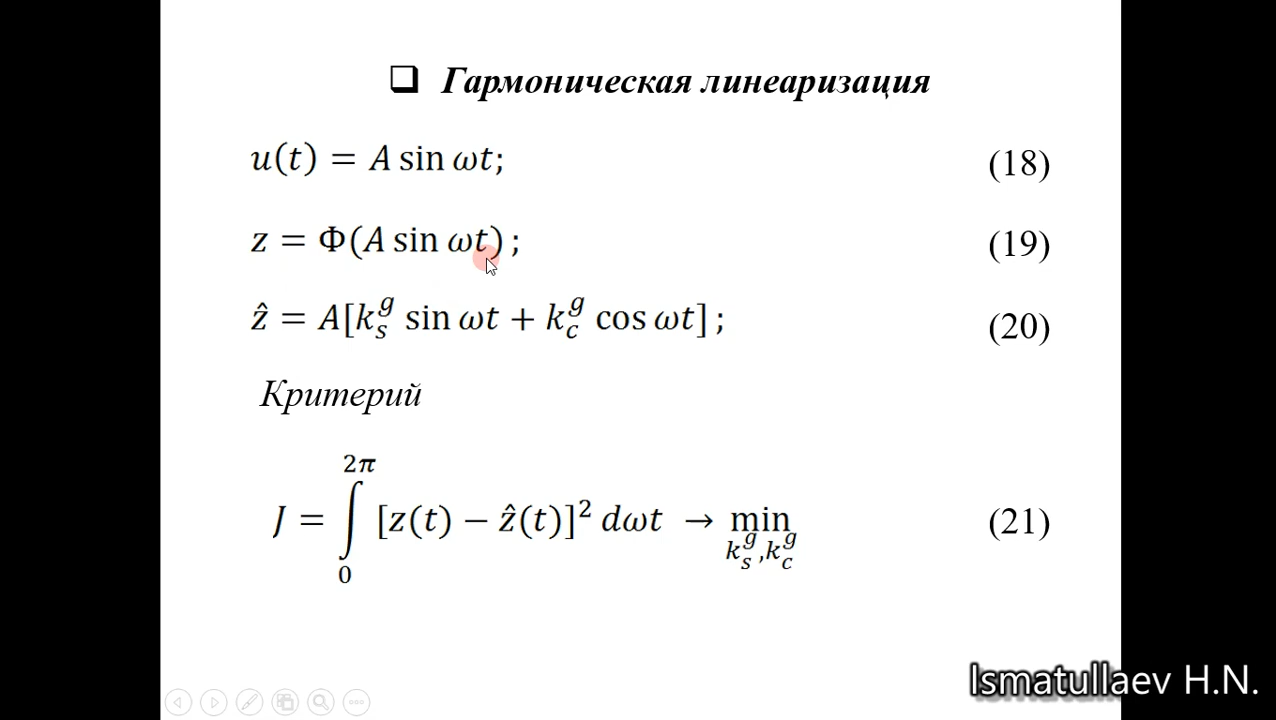 ❑ Гармоническая линеаризация
u(t) = A sin ωt; (18)
z = Φ(A sin ωt); (19)
ẑ = A[k_s^g sin ωt + k_c^g cos ωt]; (20)
Критерий
J = ∫_0^{2π} [z(t) − ẑ(t)]² dωt → min_{k_s^g, k_c^g} (21)
Ismatullaev H.N.